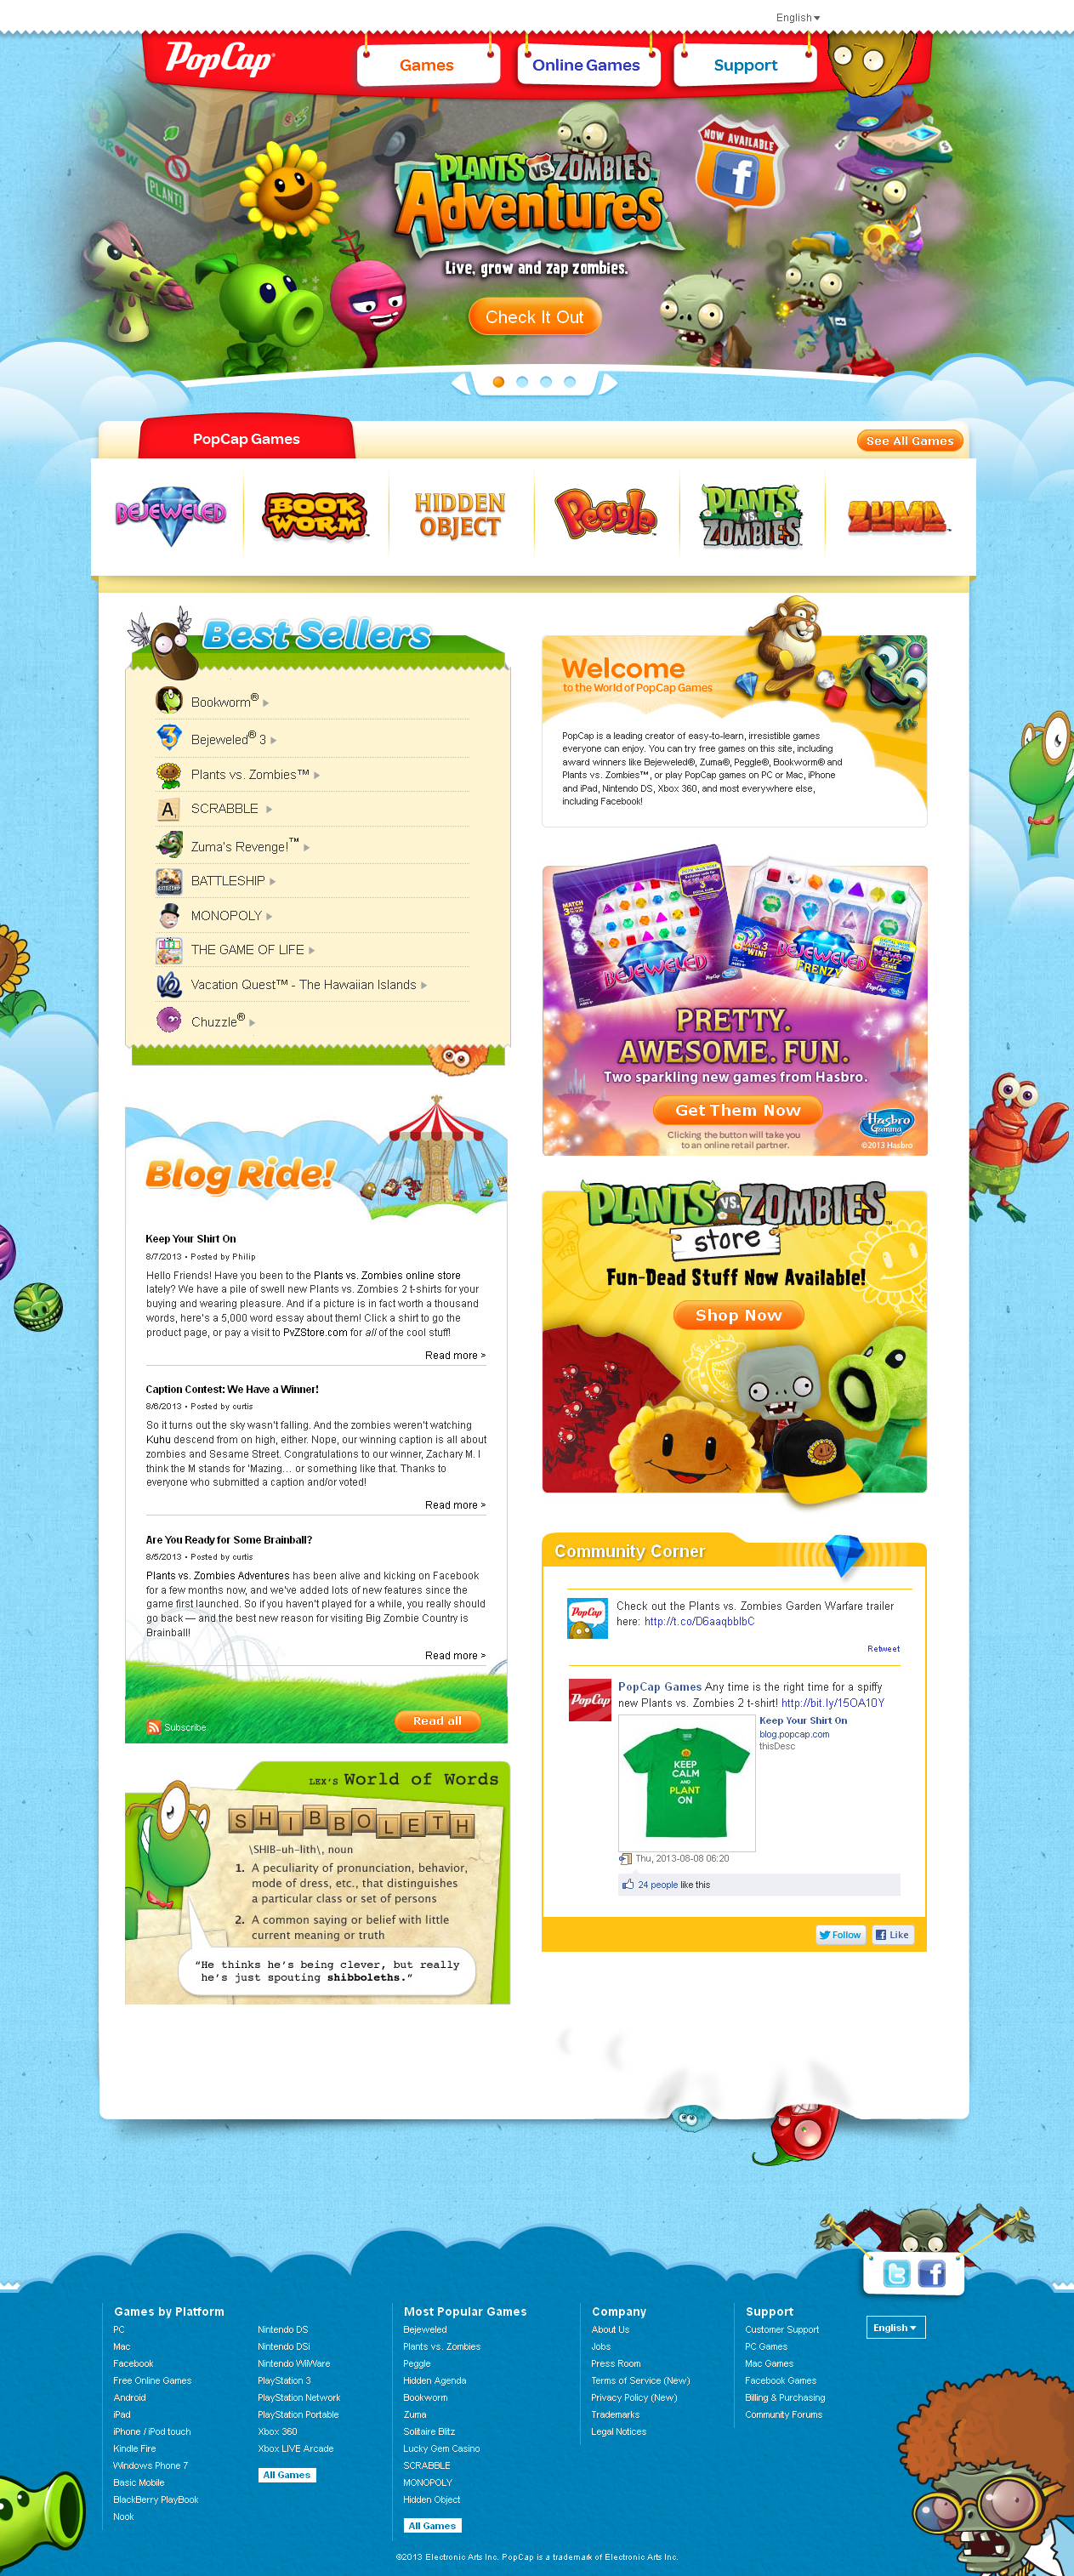 English
PopCap
Games
Online Games
Support
GROW
PLANT!
PLANTS VS. ZOMBIES
Adventures
NOW AVAILABLE
Live, grow and zap zombies.
Check It Out
PopCap Games
See All Games
BEJEWELED
BOOK WORM
HIDDEN OBJECT
Peggle
PLANTS VS. ZOMBIES
ZUMA
Best Sellers
Bookworm®
Bejeweled® 3
Plants vs. Zombies™
SCRABBLE
Zuma's Revenge!™
BATTLESHIP
MONOPOLY
THE GAME OF LIFE
Vacation Quest™ - The Hawaiian Islands
Chuzzle®
Welcome
to the World of PopCap Games
PopCap is a leading creator of easy-to-learn, irresistible games
everyone can enjoy. You can try free games on this site, including
award winners like Bejeweled®, Zuma®, Peggle®, Bookworm® and
Plants vs. Zombies™, or play PopCap games on PC or Mac, iPhone
and iPad, Nintendo DS, Xbox 360, and most everywhere else,
including Facebook!
BEJEWELED
BEJEWELED FRENZY
PRETTY.
AWESOME. FUN.
Two sparkling new games from Hasbro.
Get Them Now
Clicking the button will take you
to an online retail partner.
Hasbro Gaming
©2013 Hasbro
Blog Ride!
Keep Your Shirt On
8/7/2013 • Posted by Philip
Hello Friends! Have you been to the Plants vs. Zombies online store
lately? We have a pile of swell new Plants vs. Zombies 2 t-shirts for your
buying and wearing pleasure. And if a picture is in fact worth a thousand
words, here's a 5,000 word essay about them! Click a shirt to go the
product page, or pay a visit to PvZStore.com for all of the cool stuff!
Read more >
Caption Contest: We Have a Winner!
8/6/2013 • Posted by curtis
So it turns out the sky wasn't falling. And the zombies weren't watching
Kuhu descend from on high, either. Nope, our winning caption is all about
zombies and Sesame Street. Congratulations to our winner, Zachary M. I
think the M stands for 'Mazing... or something like that. Thanks to
everyone who submitted a caption and/or voted!
Read more >
Are You Ready for Some Brainball?
8/5/2013 • Posted by curtis
Plants vs. Zombies Adventures has been alive and kicking on Facebook
for a few months now, and we've added lots of new features since the
game first launched. So if you haven't played for a while, you really should
go back — and the best new reason for visiting Big Zombie Country is
Brainball!
Read more >
Subscribe
Read all
PLANTS VS. ZOMBIES
store
Fun-Dead Stuff Now Available!
Shop Now
Community Corner
PopCap
Check out the Plants vs. Zombies Garden Warfare trailer
here: http://t.co/D6aaqbblbC
Retweet
PopCap
PopCap Games Any time is the right time for a spiffy
new Plants vs. Zombies 2 t-shirt! http://bit.ly/15OA10Y
KEEP
CALM
AND
PLANT
ON
Keep Your Shirt On
blog.popcap.com
thisDesc
Thu, 2013-08-08 06:20
24 people like this
Follow
Like
LEX'S World of Words
SHIBBOLETH
\SHIB-uh-lith\, noun
1. A peculiarity of pronunciation, behavior,
mode of dress, etc., that distinguishes
a particular class or set of persons
2. A common saying or belief with little
current meaning or truth
“He thinks he’s being clever, but really
he’s just spouting shibboleths.”
Games by Platform
PC
Mac
Facebook
Free Online Games
Android
iPad
iPhone / iPod touch
Kindle Fire
Windows Phone 7
Basic Mobile
BlackBerry PlayBook
Nook
Nintendo DS
Nintendo DSi
Nintendo WiiWare
PlayStation 3
PlayStation Network
PlayStation Portable
Xbox 360
Xbox LIVE Arcade
All Games
Most Popular Games
Bejeweled
Plants vs. Zombies
Peggle
Hidden Agenda
Bookworm
Zuma
Solitaire Blitz
Lucky Gem Casino
SCRABBLE
MONOPOLY
Hidden Object
All Games
Company
About Us
Jobs
Press Room
Terms of Service (New)
Privacy Policy (New)
Trademarks
Legal Notices
Support
Customer Support
PC Games
Mac Games
Facebook Games
Billing & Purchasing
Community Forums
English
©2013 Electronic Arts Inc. PopCap is a trademark of Electronic Arts Inc.